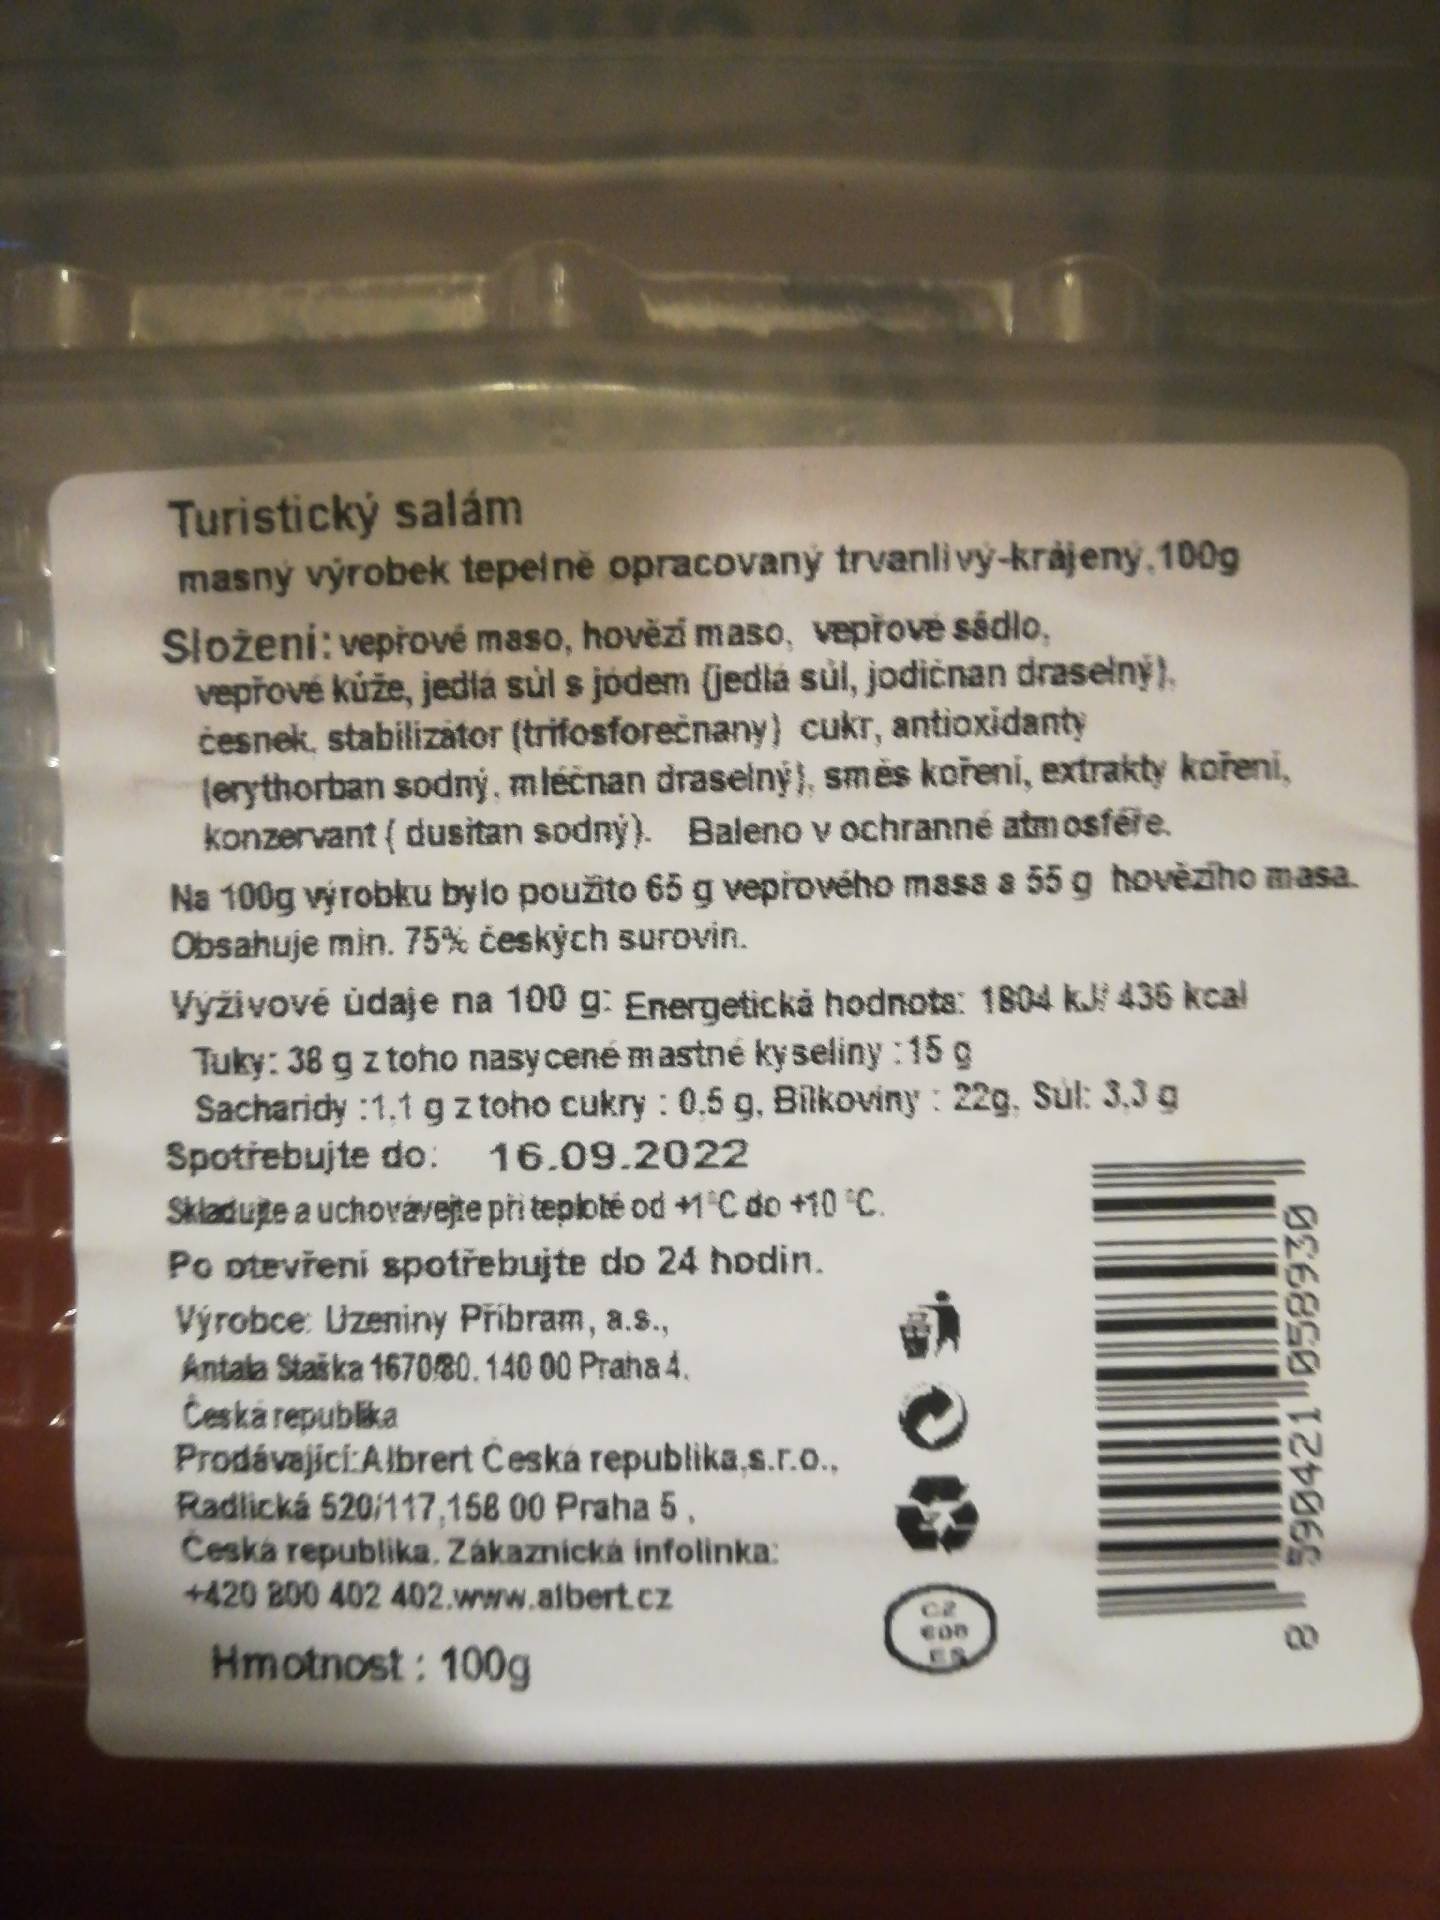 Turistický salám
masný výrobek tepelně opracovaný trvanlivý-krájený,100g
Složení: vepřové maso, hovězí maso, vepřové sádlo,
vepřové kůže, jedlá sůl s jódem (jedlá sůl, jodičnan draselný),
česnek, stabilizátor (trifosforečnany) cukr, antioxidanty
(erythorban sodný, mléčnan draselný), směs koření, extrakty koření,
konzervant ( dusitan sodný). Baleno v ochranné atmosféře.
Na 100g výrobku bylo použito 65 g vepřového masa a 55 g hovězího masa.
Obsahuje min. 75% českých surovin.
Výživové údaje na 100 g: Energetická hodnota: 1804 kJ/ 436 kcal
Tuky: 38 g z toho nasycené mastné kyseliny :15 g
Sacharidy :1,1 g z toho cukry : 0,5 g, Bílkoviny : 22g, Sůl: 3,3 g
Spotřebujte do: 16.09.2022
Skladujte a uchovávejte při teplotě od +1°C do +10 °C.
Po otevření spotřebujte do 24 hodin.
Výrobce: Uzeniny Příbram, a.s.,
Antala Staška 1670/80, 140 00 Praha 4,
Česká republika
Prodávající:Albrert Česká republika,s.r.o.,
Radlická 520/117,158 00 Praha 5,
Česká republika. Zákaznická infolinka:
+420 800 402 402.www.albert.cz
Hmotnost : 100g
CZ
ES
8 590421 058930